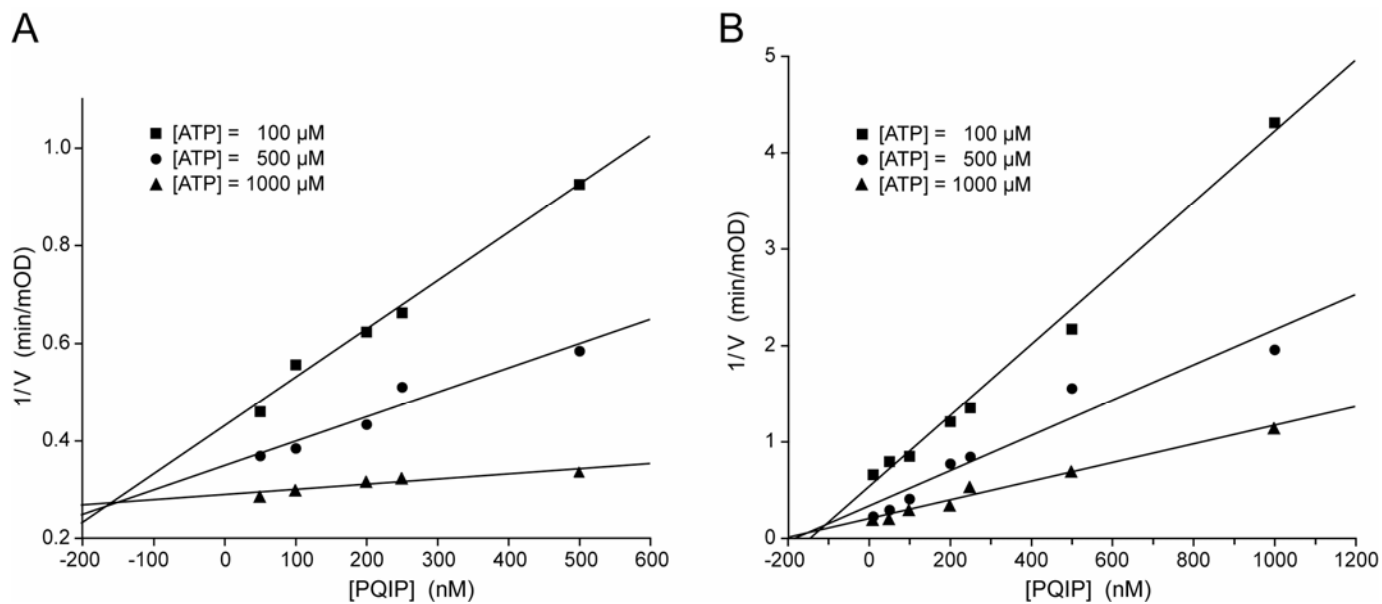 A
1/V (min/mOD)
1.0
0.8
0.6
0.4
0.2
■ [ATP] = 100 µM
● [ATP] = 500 µM
▲ [ATP] = 1000 µM
-200 -100 0 100 200 300 400 500 600
[PQIP] (nM)
B
1/V (min/mOD)
5
4
3
2
1
0
■ [ATP] = 100 µM
● [ATP] = 500 µM
▲ [ATP] = 1000 µM
-200 0 200 400 600 800 1000 1200
[PQIP] (nM)